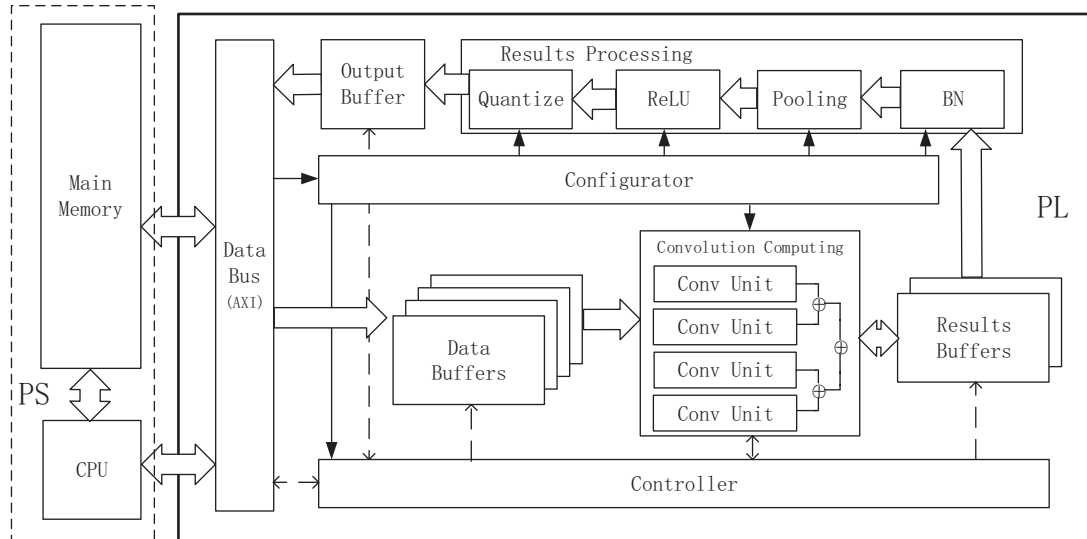 Main
Memory
PS
CPU
Data
Bus
(AXI)
Output
Buffer
Results Processing
Quantize
ReLU
Pooling
BN
Configurator
PL
Convolution Computing
Conv Unit
Conv Unit
Conv Unit
Conv Unit
Data
Buffers
Results
Buffers
Controller